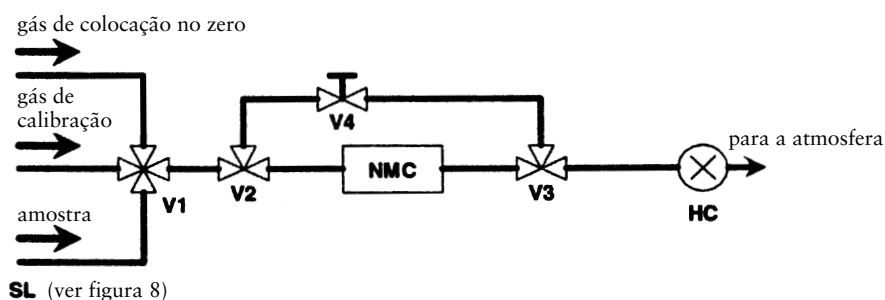 gás de colocação no zero
gás de
calibração
amostra
SL (ver figura 8)
V1
V2
V4
NMC
V3
HC
para a atmosfera